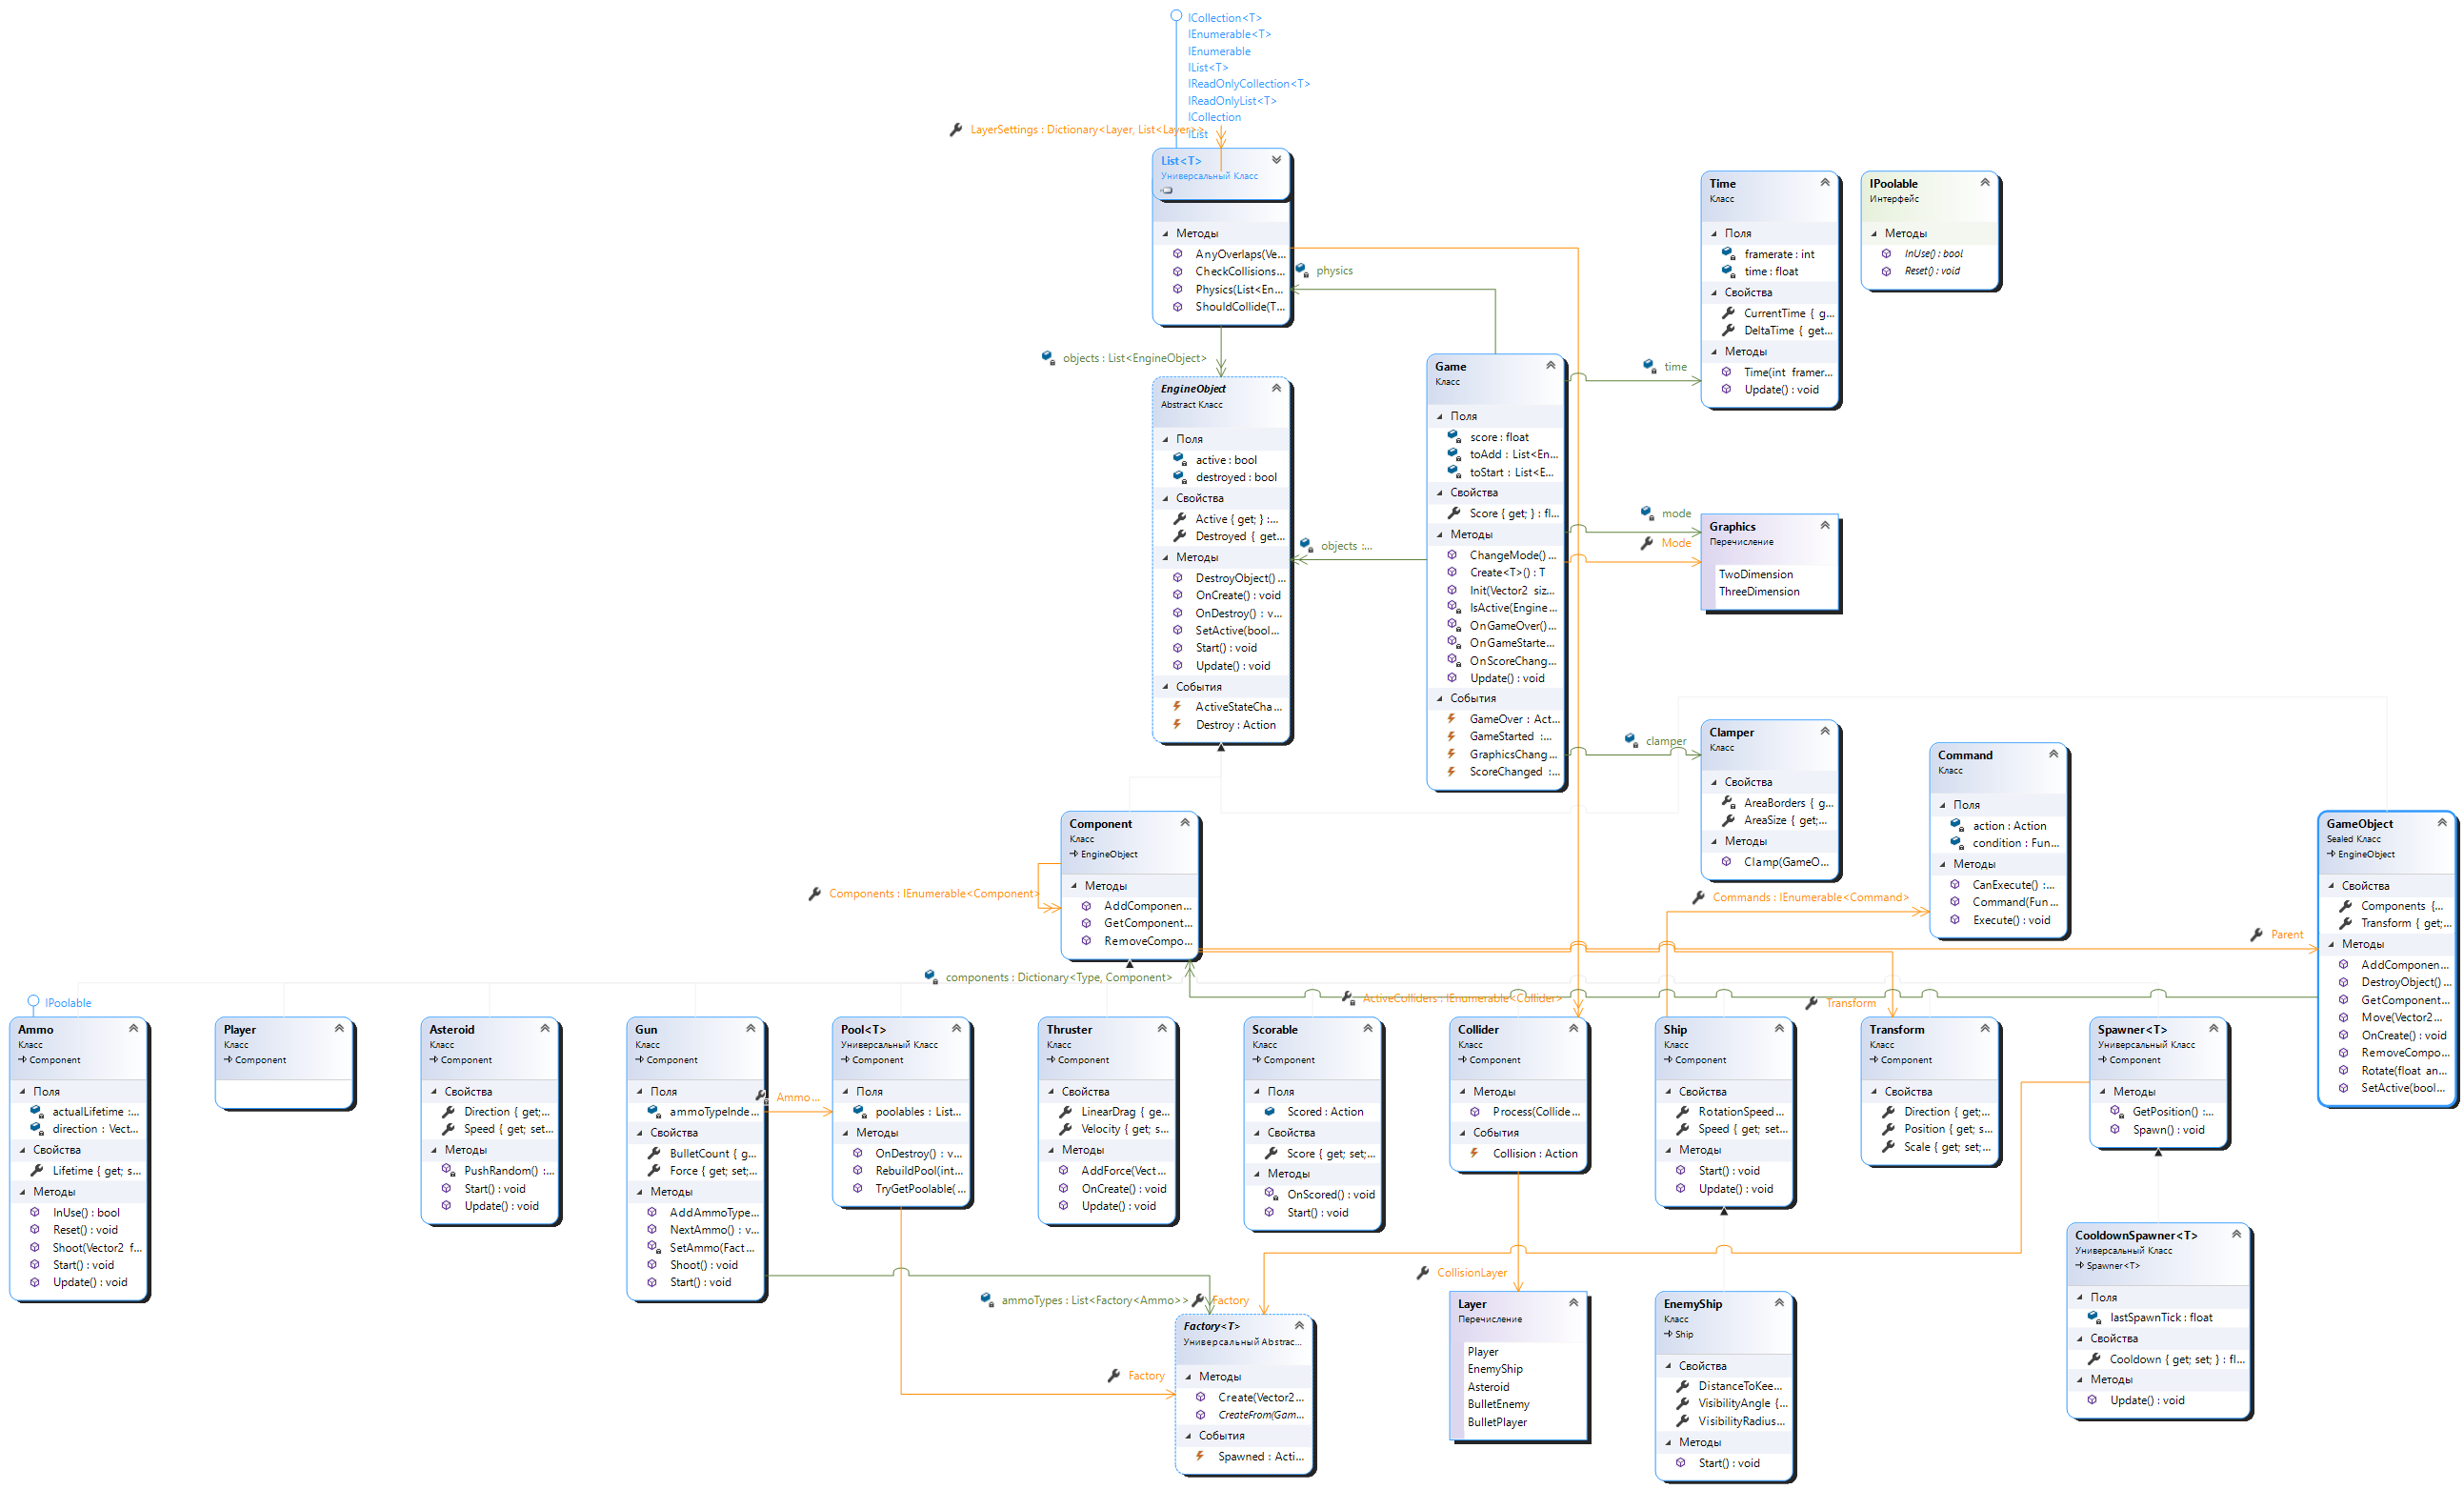 ICollection<T>
IEnumerable<T>
IEnumerable
IList<T>
IReadOnlyCollection<T>
IReadOnlyList<T>
ICollection
IList
LayerSettings : Dictionary<Layer, List<Layer>>
List<T>
Универсальный Класс
Методы
AnyOverlaps(Ve...
CheckCollisions...
Physics(List<En...
ShouldCollide(T...
physics
objects : List<EngineObject>
Time
Класс
Поля
framerate : int
time : float
Свойства
CurrentTime { g...
DeltaTime { get...
Методы
Time(int framer...
Update() : void
IPoolable
Интерфейс
Методы
InUse() : bool
Reset() : void
EngineObject
Abstract Класс
Поля
active : bool
destroyed : bool
Свойства
Active { get; } :...
Destroyed { get...
Методы
DestroyObject() ...
OnCreate() : void
OnDestroy() : v...
SetActive(bool...
Start() : void
Update() : void
События
ActiveStateCha...
Destroy : Action
objects :...
Game
Класс
Поля
score : float
toAdd : List<En...
toStart : List<E...
Свойства
Score { get; } : fl...
Методы
ChangeMode() ...
Create<T>() : T
Init(Vector2 siz...
IsActive(Engine...
OnGameOver()...
OnGameStarte...
OnScoreChang...
Update() : void
События
GameOver : Act...
GameStarted :...
GraphicsChang...
ScoreChanged :...
time
mode
Mode
Graphics
Перечисление
TwoDimension
ThreeDimension
clamper
Clamper
Класс
Свойства
AreaBorders { g...
AreaSize { get;...
Методы
Clamp(GameO...
Command
Класс
Поля
action : Action
condition : Fun...
Методы
CanExecute() :...
Command(Fun...
Execute() : void
Commands : IEnumerable<Command>
Component
Класс
EngineObject
Методы
AddComponen...
GetComponent...
RemoveCompo...
Components : IEnumerable<Component>
components : Dictionary<Type, Component>
GameObject
Sealed Класс
EngineObject
Свойства
Components {...
Transform { get;...
Методы
AddComponen...
DestroyObject() ...
GetComponent...
Move(Vector2...
OnCreate() : void
RemoveCompo...
Rotate(float an...
SetActive(bool...
Parent
ActiveColliders : IEnumerable<Collider>
Transform
IPoolable
Ammo
Класс
Component
Поля
actualLifetime :...
direction : Vect...
Свойства
Lifetime { get; s...
Методы
InUse() : bool
Reset() : void
Shoot(Vector2 f...
Start() : void
Update() : void
Player
Класс
Component
Asteroid
Класс
Component
Свойства
Direction { get;...
Speed { get; set...
Методы
PushRandom() :...
Start() : void
Update() : void
Gun
Класс
Component
Поля
ammoTypeInde...
Свойства
BulletCount { g...
Force { get; set;...
Методы
AddAmmoType...
NextAmmo() : v...
SetAmmo(Fact...
Shoot() : void
Start() : void
Ammo...
Pool<T>
Универсальный Класс
Component
Поля
poolables : List...
Методы
OnDestroy() : v...
RebuildPool(int...
TryGetPoolable(...
Thruster
Класс
Component
Свойства
LinearDrag { ge...
Velocity { get; s...
Методы
AddForce(Vect...
OnCreate() : void
Update() : void
Scorable
Класс
Component
Поля
Scored : Action
Свойства
Score { get; set;...
Методы
OnScored() : void
Start() : void
Collider
Класс
Component
Методы
Process(Collide...
События
Collision : Action
Ship
Класс
Component
Свойства
RotationSpeed...
Speed { get; set...
Методы
Start() : void
Update() : void
Transform
Класс
Component
Свойства
Direction { get;...
Position { get; s...
Scale { get; set;...
Spawner<T>
Универсальный Класс
Component
Методы
GetPosition() :...
Spawn() : void
CooldownSpawner<T>
Универсальный Класс
Spawner<T>
Поля
lastSpawnTick : float
Свойства
Cooldown { get; set; } : fl...
Методы
Update() : void
ammoTypes : List<Factory<Ammo>>
Factory
Factory
Factory<T>
Универсальный Abstrac...
Методы
Create(Vector2...
CreateFrom(Gam...
События
Spawned : Acti...
CollisionLayer
Layer
Перечисление
Player
EnemyShip
Asteroid
BulletEnemy
BulletPlayer
EnemyShip
Класс
Ship
Свойства
DistanceToKee...
VisibilityAngle {...
VisibilityRadius...
Методы
Start() : void